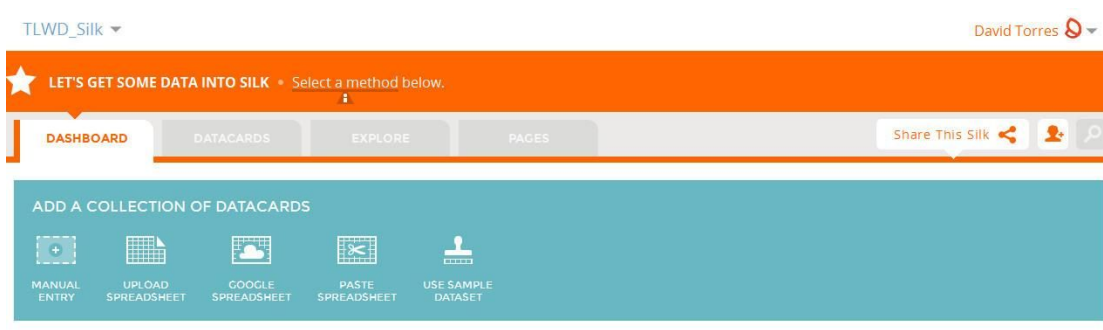 TLWD_Silk
David Torres
LET'S GET SOME DATA INTO SILK • Select a method below.
DASHBOARD
DATACARDS
EXPLORE
PAGES
Share This Silk
ADD A COLLECTION OF DATACARDS
MANUAL
ENTRY
UPLOAD
SPREADSHEET
GOOGLE
SPREADSHEET
PASTE
SPREADSHEET
USE SAMPLE
DATASET